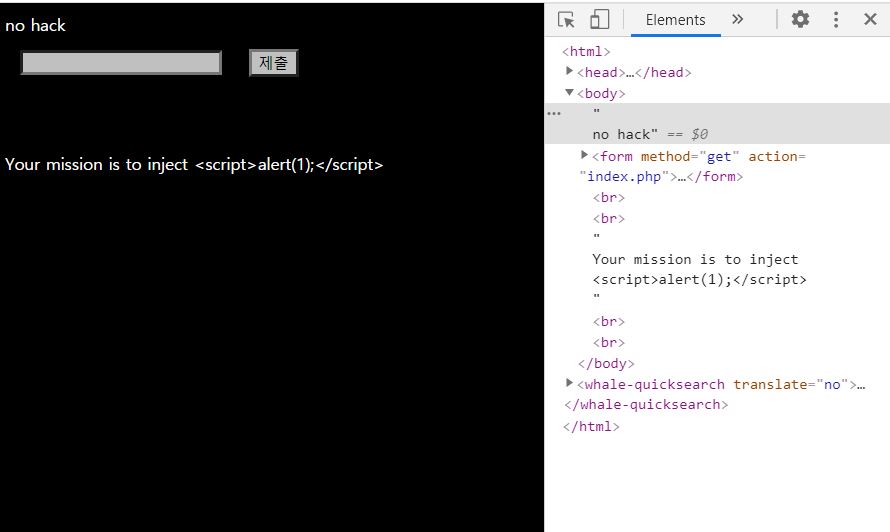 no hack
제출
Your mission is to inject <script>alert(1);</script>
Elements
<html>
<head>…</head>
<body>
"
no hack" == $0
<form method="get" action=
"index.php">…</form>
<br>
<br>
"
Your mission is to inject
<script>alert(1);</script>
"
<br>
<br>
</body>
<whale-quicksearch translate="no">…
</whale-quicksearch>
</html>